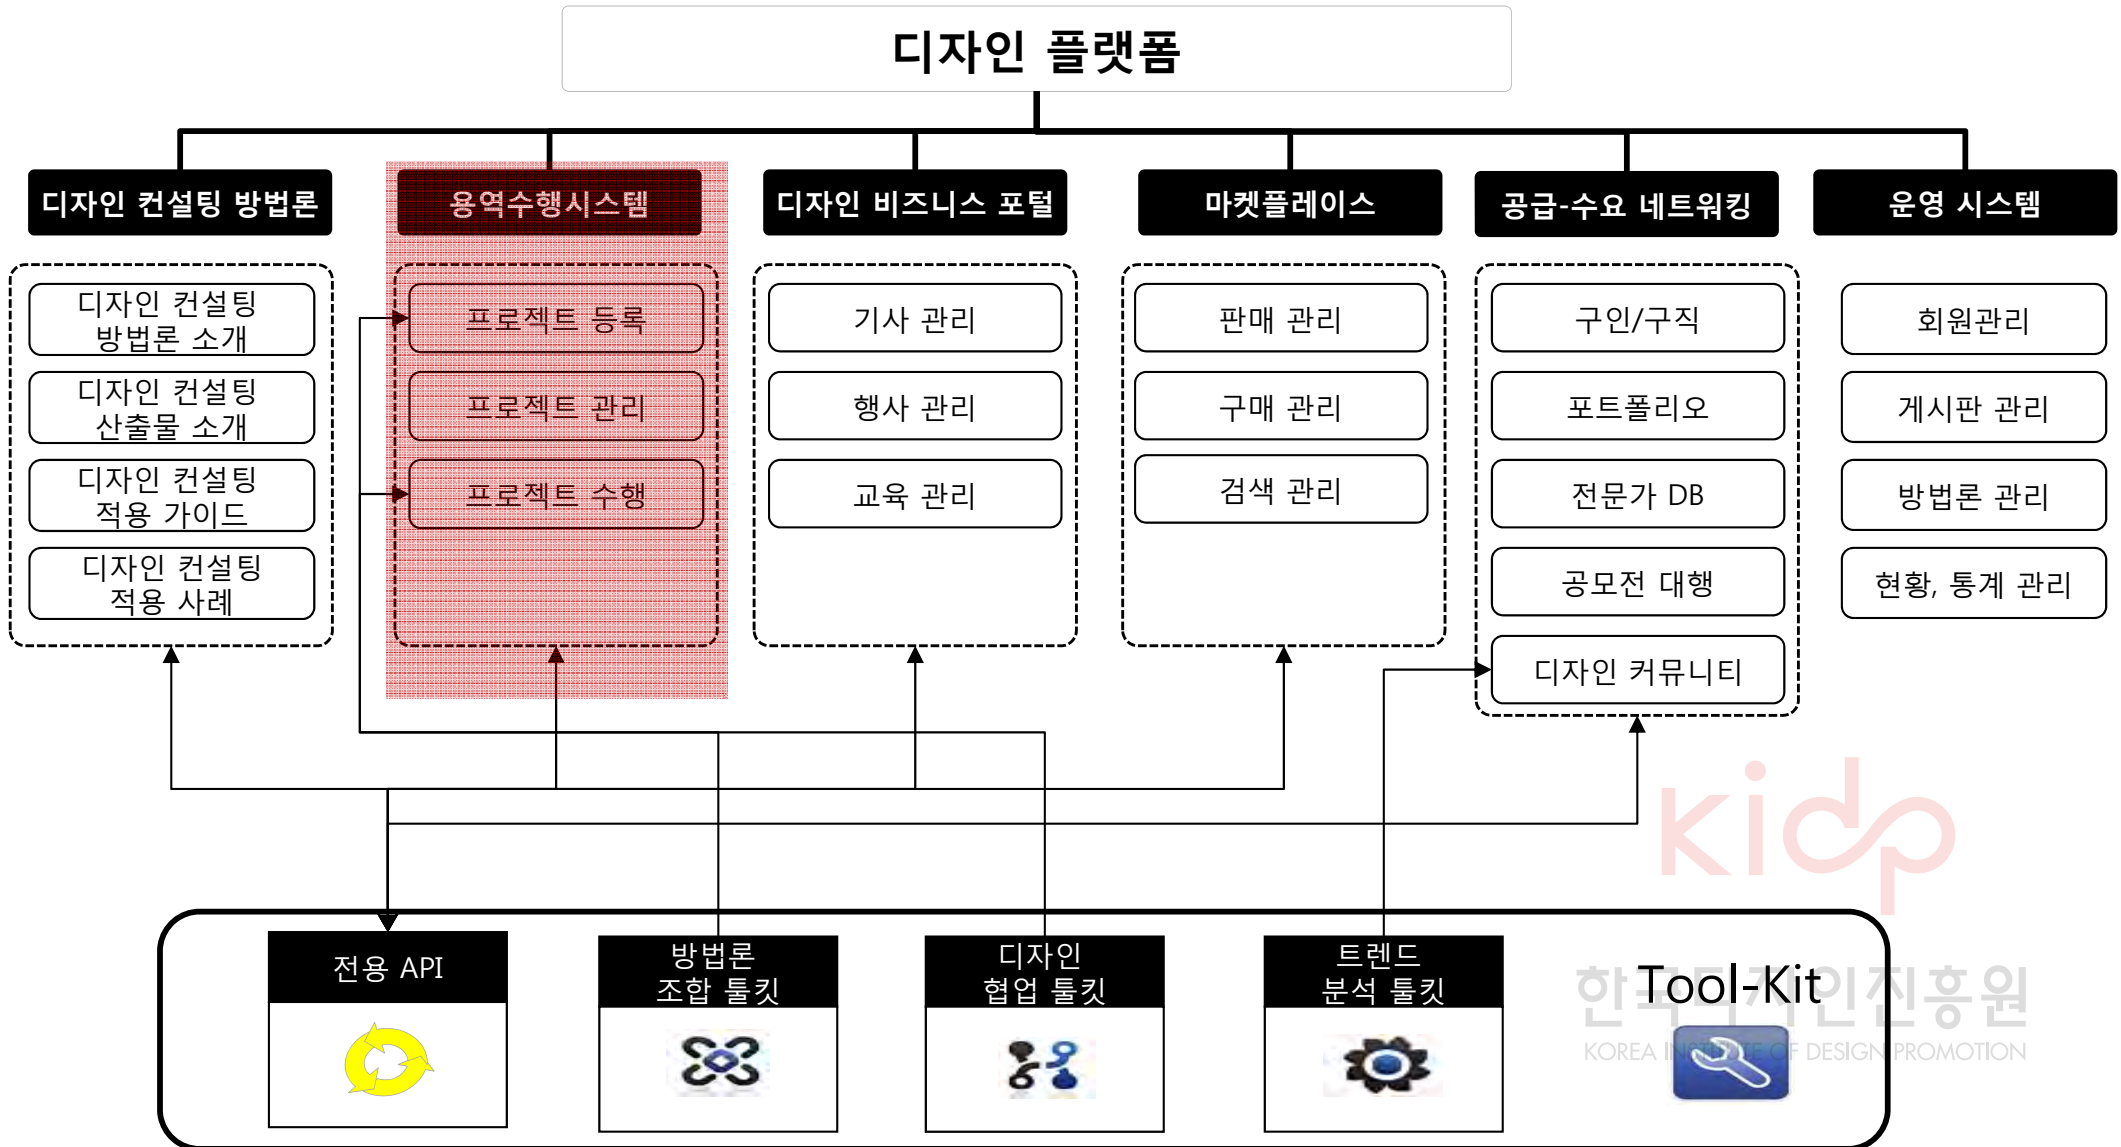 디자인 플랫폼
디자인 컨설팅 방법론
용역수행시스템
디자인 비즈니스 포털
마켓플레이스
공급-수요 네트워킹
운영 시스템
디자인 컨설팅
방법론 소개
디자인 컨설팅
산출물 소개
디자인 컨설팅
적용 가이드
디자인 컨설팅
적용 사례
프로젝트 등록
프로젝트 관리
프로젝트 수행
기사 관리
행사 관리
교육 관리
판매 관리
구매 관리
검색 관리
구인/구직
포트폴리오
전문가 DB
공모전 대행
디자인 커뮤니티
회원관리
게시판 관리
방법론 관리
현황, 통계 관리
kidp
전용 API
방법론
조합 툴킷
디자인
협업 툴킷
트렌드
분석 툴킷
Tool-Kit
한국디자인진흥원
KOREA INSTITUTE OF DESIGN PROMOTION